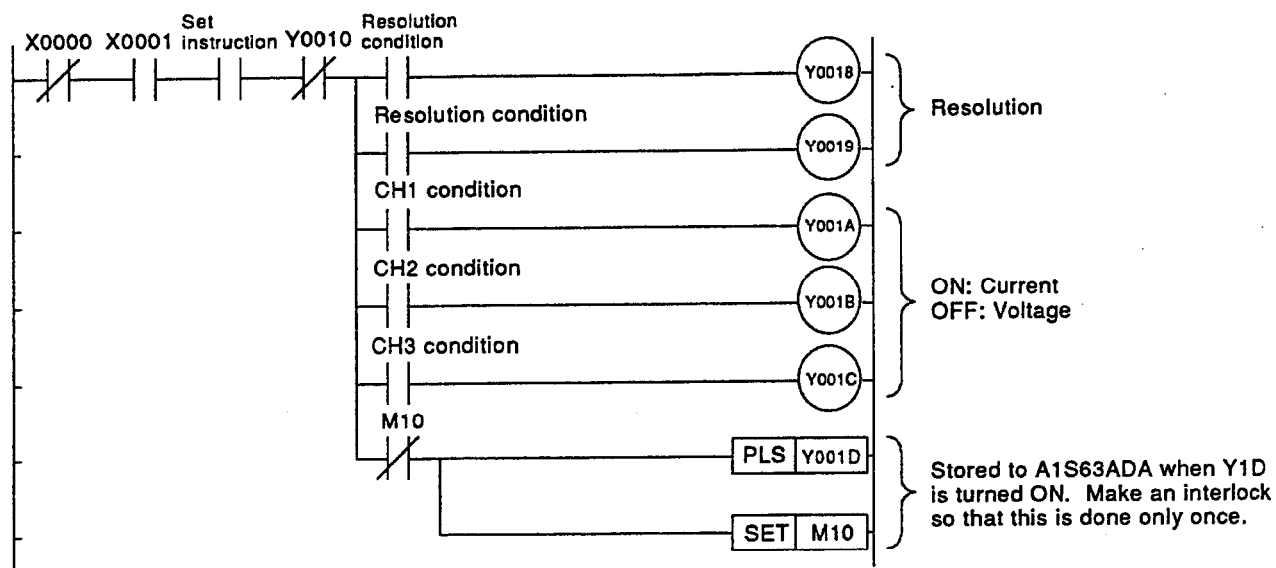 X0000 X0001 Set instruction Y0010 Resolution condition
Y0018
Resolution
Resolution condition
Y0019
CH1 condition
Y001A
CH2 condition
Y001B
ON: Current
OFF: Voltage
CH3 condition
Y001C
M10
PLS Y001D
Stored to A1S63ADA when Y1D
is turned ON. Make an interlock
so that this is done only once.
SET M10